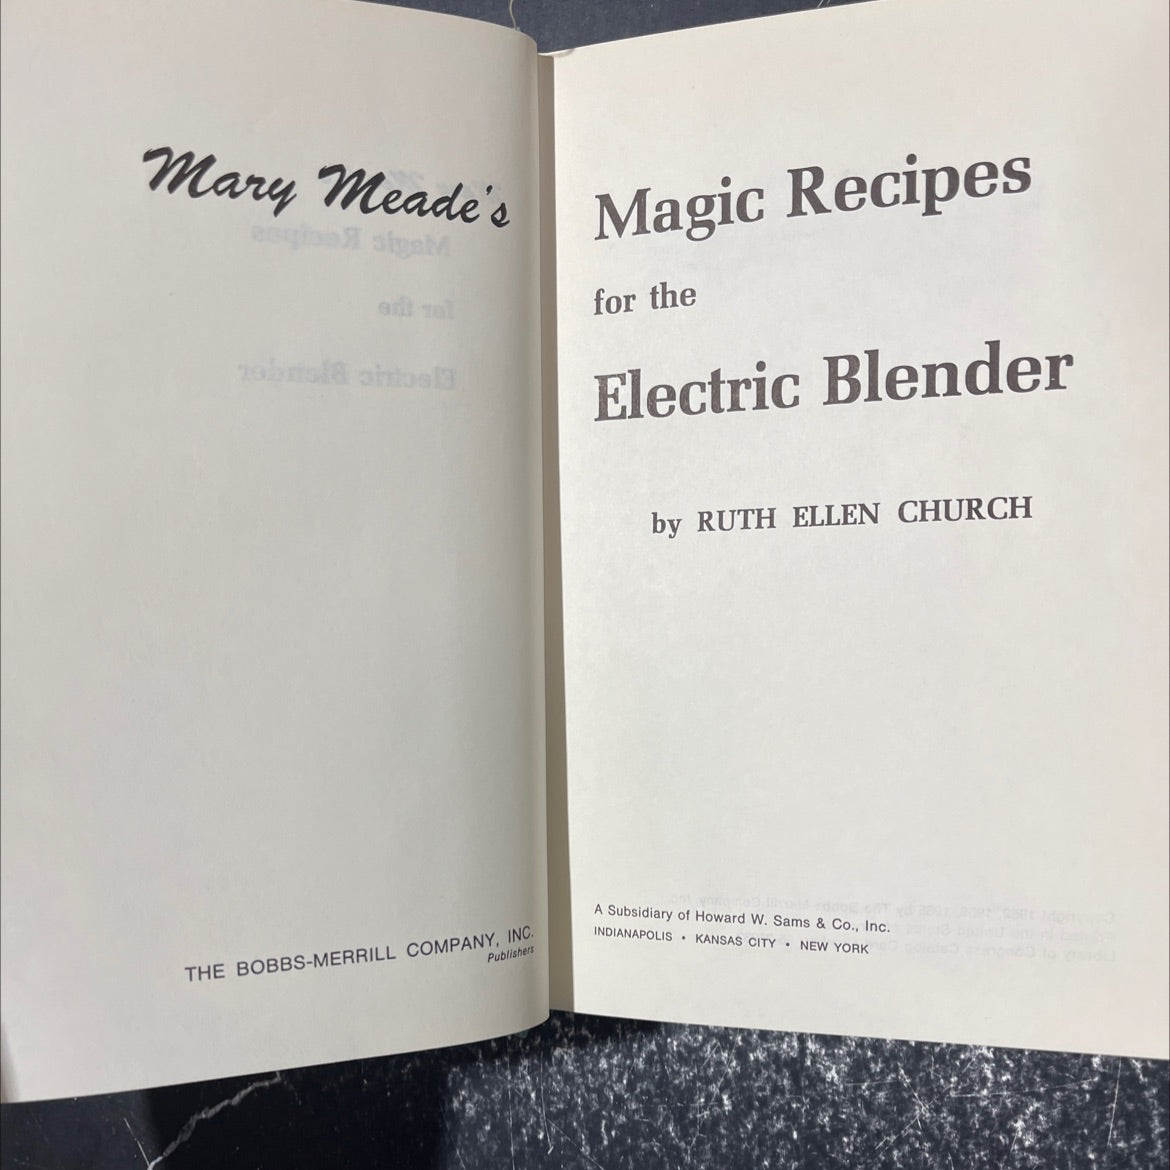 Mary Meade's
THE BOBBS-MERRILL COMPANY, INC.
Publishers
Magic Recipes
for the
Electric Blender
by RUTH ELLEN CHURCH
A Subsidiary of Howard W. Sams & Co., Inc.
INDIANAPOLIS • KANSAS CITY • NEW YORK